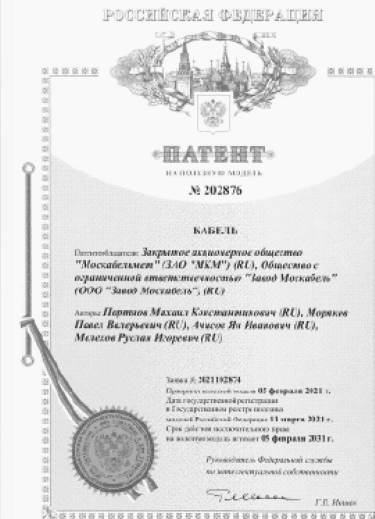 РОССИЙСКАЯ ФЕДЕРАЦИЯ
ПАТЕНТ
НА ПОЛЕЗНУЮ МОДЕЛЬ
№ 202876
КАБЕЛЬ
Патентообладатели: Закрытое акционерное общество
"Москабельмет" (ЗАО "МКМ") (RU), Общество с
ограниченной ответственностью "Завод Москабель"
(ООО "Завод Москабель") (RU)
Авторы: Партнов Михаил Константинович (RU), Моряков
Павел Валерьевич (RU), Ачисов Ян Иванович (RU),
Мелехов Руслан Игоревич (RU)
Заявка № 2021102874
Приоритет полезной модели 05 февраля 2021 г.
Дата государственной регистрации
в Государственном реестре полезных
моделей Российской Федерации 11 марта 2021 г.
Срок действия исключительного права
на полезную модель истекает 05 февраля 2031 г.
Руководитель Федеральной службы
по интеллектуальной собственности
Г.П. Ивлиев